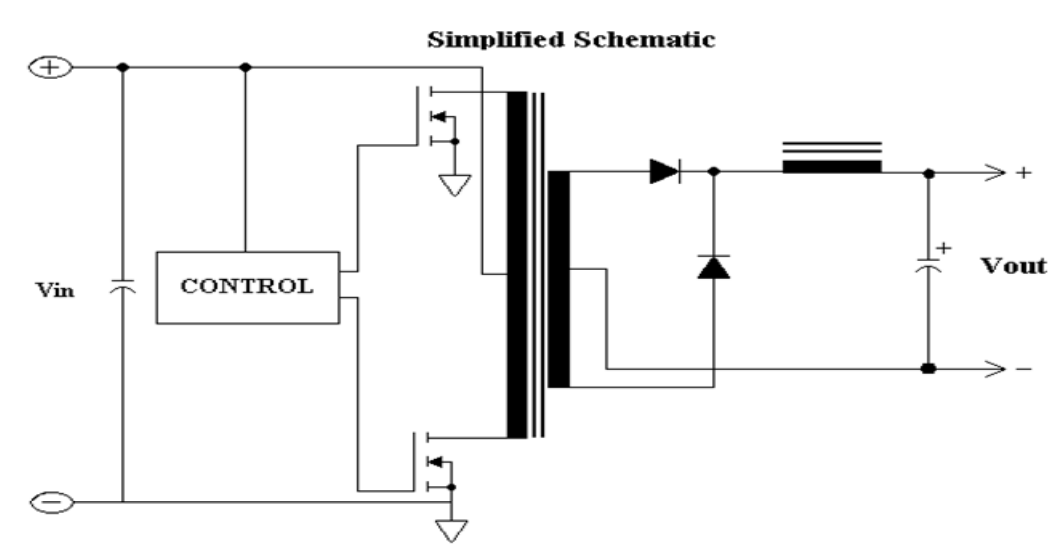 Simplified Schematic
+
+
CONTROL
Vin
+
Vout
−
−